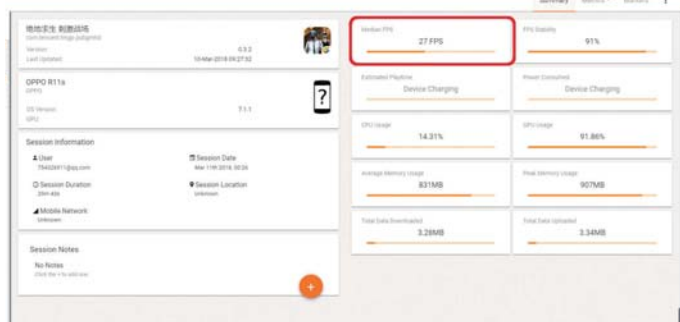 Summary
绝地求生 刺激战场
Version
0.3.2
Last Updated
OPPO R11s
OPPO
OS Version
7.1.1
GPU
?
Session Information
User
Session Date
Session Duration
39m 40s
Session Location
Unknown
Mobile Network
Unknown
Session Notes
No Notes
+
Median FPS
27 FPS
FPS Stability
91%
Estimated Playtime
Device Charging
Power Consumed
Device Charging
CPU Usage
14.31%
GPU Usage
91.86%
Average Memory Usage
831MB
Peak Memory Usage
907MB
Total Data Downloaded
3.28MB
Total Data Uploaded
3.34MB